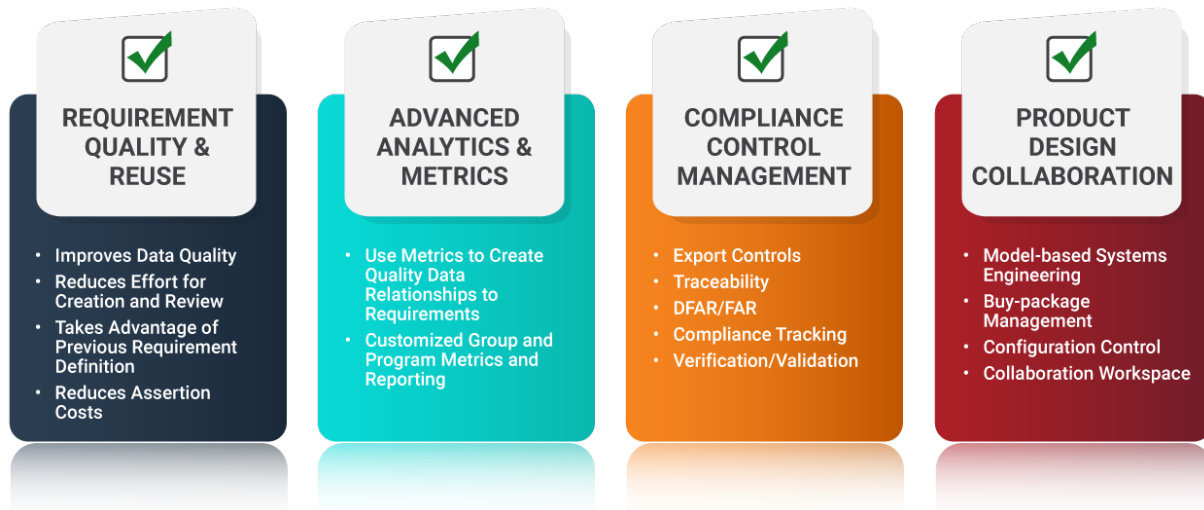 REQUIREMENT
QUALITY &
REUSE
• Improves Data Quality
• Reduces Effort for
Creation and Review
• Takes Advantage of
Previous Requirement
Definition
• Reduces Assertion
Costs
ADVANCED
ANALYTICS &
METRICS
• Use Metrics to Create
Quality Data
Relationships to
Requirements
• Customized Group and
Program Metrics and
Reporting
COMPLIANCE
CONTROL
MANAGEMENT
• Export Controls
• Traceability
• DFAR/FAR
• Compliance Tracking
• Verification/Validation
PRODUCT
DESIGN
COLLABORATION
• Model-based Systems
Engineering
• Buy-package
Management
• Configuration Control
• Collaboration Workspace